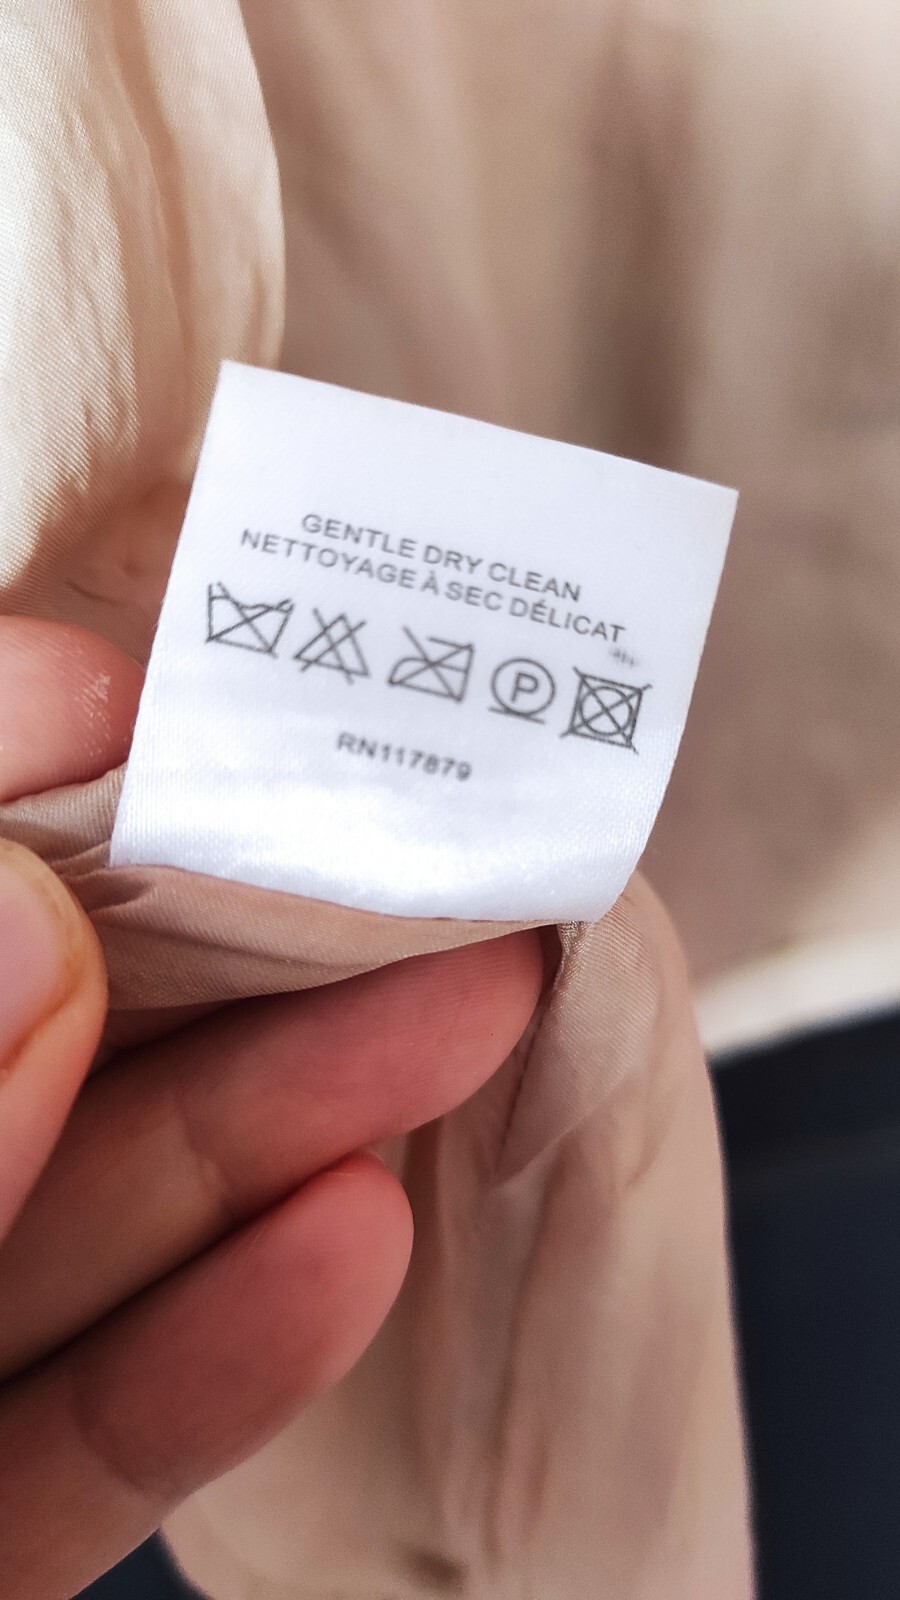 GENTLE DRY CLEAN
NETTOYAGE À SEC DÉLICAT
P
RN117879